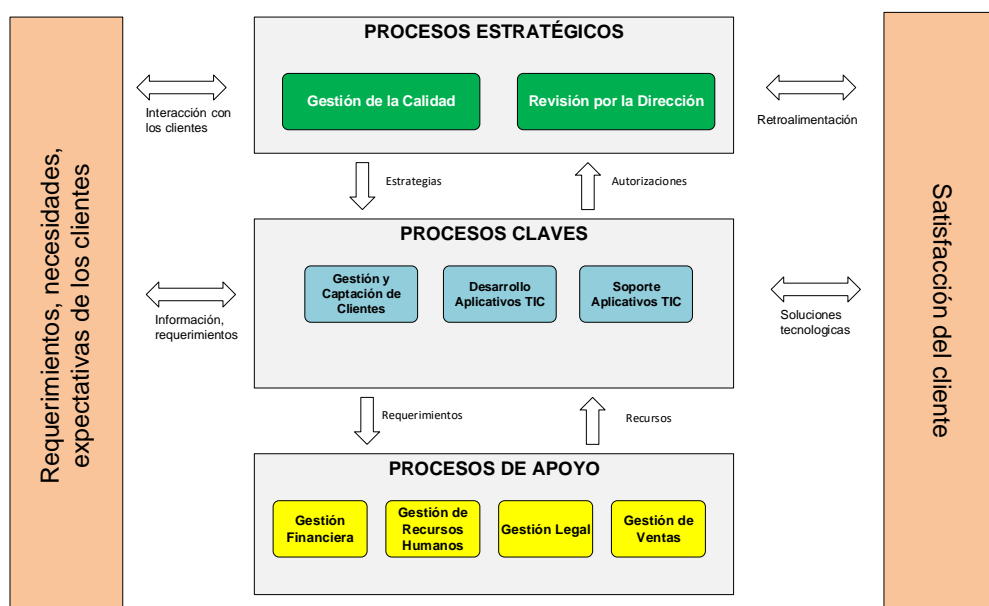 PROCESOS ESTRATÉGICOS
Gestión de la Calidad
Revisión por la Dirección
Interacción con
los clientes
Retroalimentación
Estrategias
Autorizaciones
Requerimientos, necesidades,
expectativas de los clientes
Satisfacción del cliente
PROCESOS CLAVES
Gestión y
Captación de
Clientes
Desarrollo
Aplicativos TIC
Soporte
Aplicativos TIC
Información,
requerimientos
Soluciones
tecnologicas
Requerimientos
Recursos
PROCESOS DE APOYO
Gestión
Financiera
Gestión de
Recursos
Humanos
Gestión Legal
Gestión de
Ventas